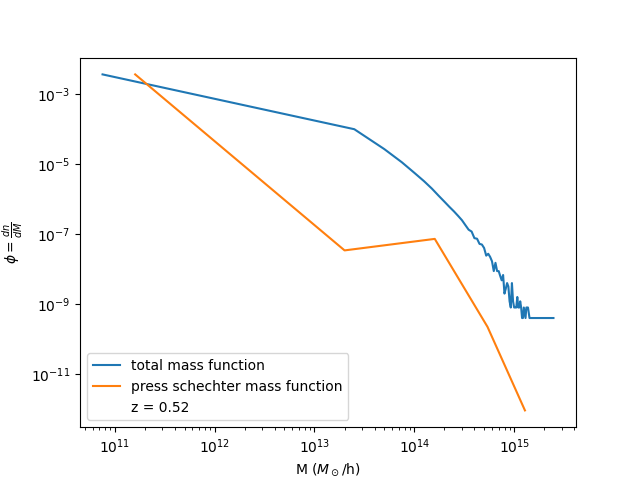 10⁻³
10⁻⁵
10⁻⁷
10⁻⁹
10⁻¹¹
ϕ = dn/dM
total mass function
press schechter mass function
z = 0.52
10¹¹ 10¹² 10¹³ 10¹⁴ 10¹⁵
M (M⊙/h)